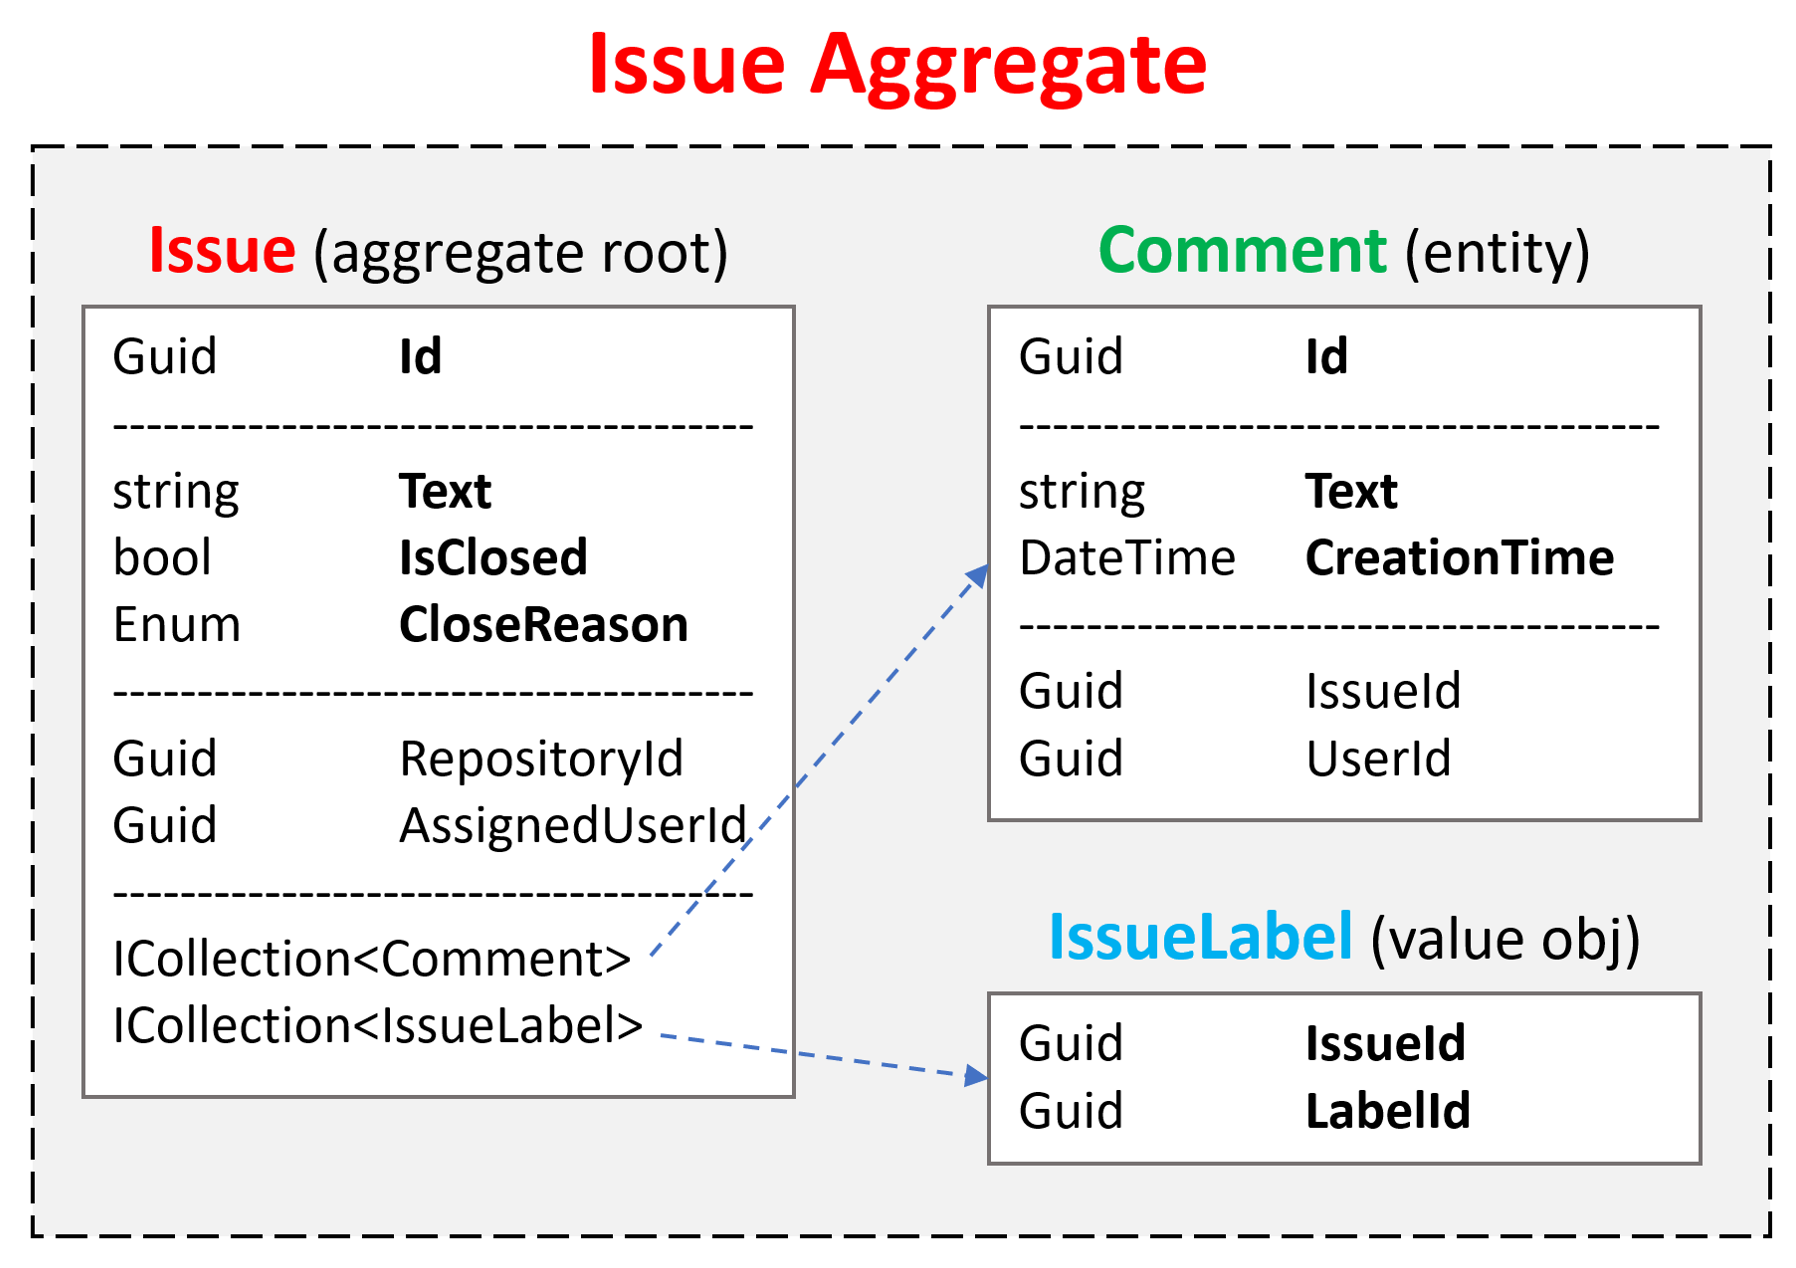 Issue Aggregate
Issue (aggregate root)
Guid Id
--------------------------------------
string Text
bool IsClosed
Enum CloseReason
--------------------------------------
Guid RepositoryId
Guid AssignedUserId
--------------------------------------
ICollection<Comment>
ICollection<IssueLabel>
Comment (entity)
Guid Id
--------------------------------------
string Text
DateTime CreationTime
--------------------------------------
Guid IssueId
Guid UserId
IssueLabel (value obj)
Guid IssueId
Guid LabelId